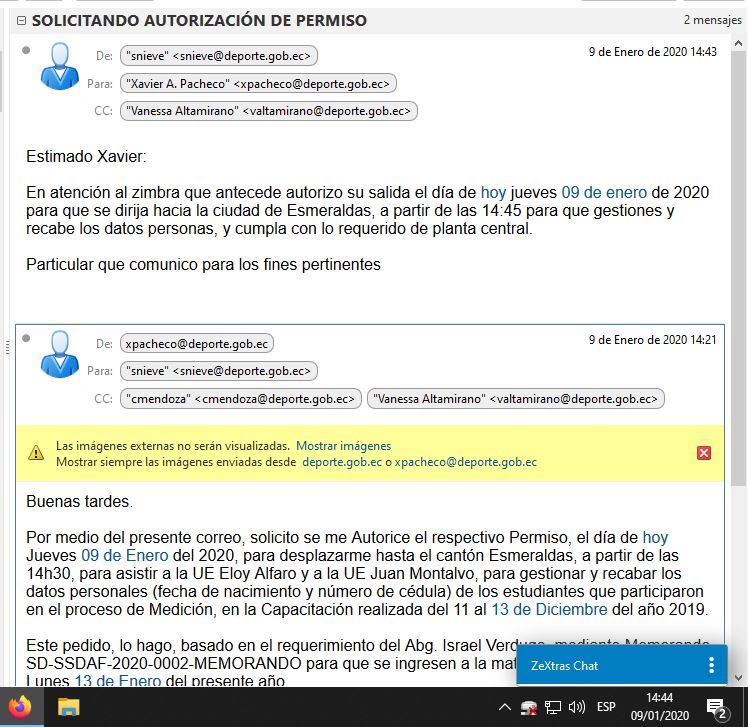 SOLICITANDO AUTORIZACIÓN DE PERMISO
2 mensajes
De: "snieve" <snieve@deporte.gob.ec>
9 de Enero de 2020 14:43
Para: "Xavier A. Pacheco" <xpacheco@deporte.gob.ec>
CC: "Vanessa Altamirano" <valtamirano@deporte.gob.ec>
Estimado Xavier:
En atención al zimbra que antecede autorizo su salida el día de hoy jueves 09 de enero de 2020
para que se dirija hacia la ciudad de Esmeraldas, a partir de las 14:45 para que gestiones y
recabe los datos personas, y cumpla con lo requerido de planta central.
Particular que comunico para los fines pertinentes
De: xpacheco@deporte.gob.ec
9 de Enero de 2020 14:21
Para: "snieve" <snieve@deporte.gob.ec>
CC: "cmendoza" <cmendoza@deporte.gob.ec> "Vanessa Altamirano" <valtamirano@deporte.gob.ec>
Las imágenes externas no serán visualizadas. Mostrar imágenes
Mostrar siempre las imágenes enviadas desde deporte.gob.ec o xpacheco@deporte.gob.ec
Buenas tardes.
Por medio del presente correo, solicito se me Autorice el respectivo Permiso, el día de hoy
Jueves 09 de Enero del 2020, para desplazarme hasta el cantón Esmeraldas, a partir de las
14h30, para asistir a la UE Eloy Alfaro y a la UE Juan Montalvo, para gestionar y recabar los
datos personales (fecha de nacimiento y número de cédula) de los estudiantes que participaron
en el proceso de Medición, en la Capacitación realizada del 11 al 13 de Diciembre del año 2019.
Este pedido, lo hago, basado en el requerimiento del Abg. Israel Verduga, mediante Memorando
SD-SSDAF-2020-0002-MEMORANDO para que se ingresen a la
Lunes 13 de Enero del presente año
ZeXtras Chat
ESP
14:44
09/01/2020
2